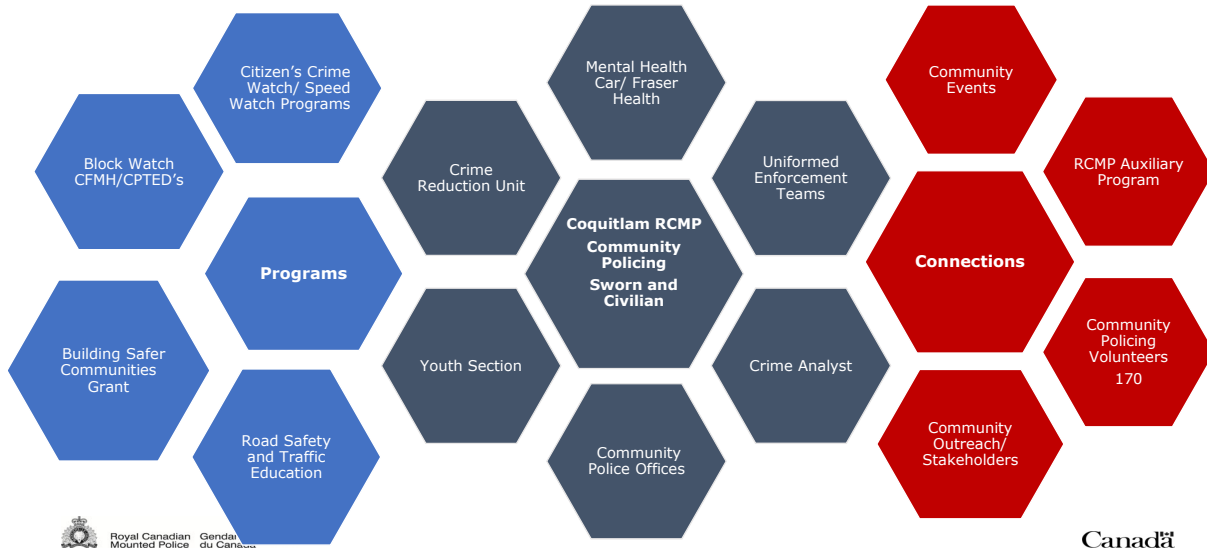 Citizen's Crime
Watch/ Speed
Watch Programs
Block Watch
CFMH/CPTED's
Programs
Building Safer
Communities
Grant
Road Safety
and Traffic
Education
Mental Health
Car/ Fraser
Health
Crime
Reduction Unit
Uniformed
Enforcement
Teams
Coquitlam RCMP
Community
Policing
Sworn and
Civilian
Youth Section
Crime Analyst
Community
Police Offices
Community
Events
RCMP Auxiliary
Program
Connections
Community
Policing
Volunteers
170
Community
Outreach/
Stakeholders
Royal Canadian
Mounted Police
du Canada
Canada